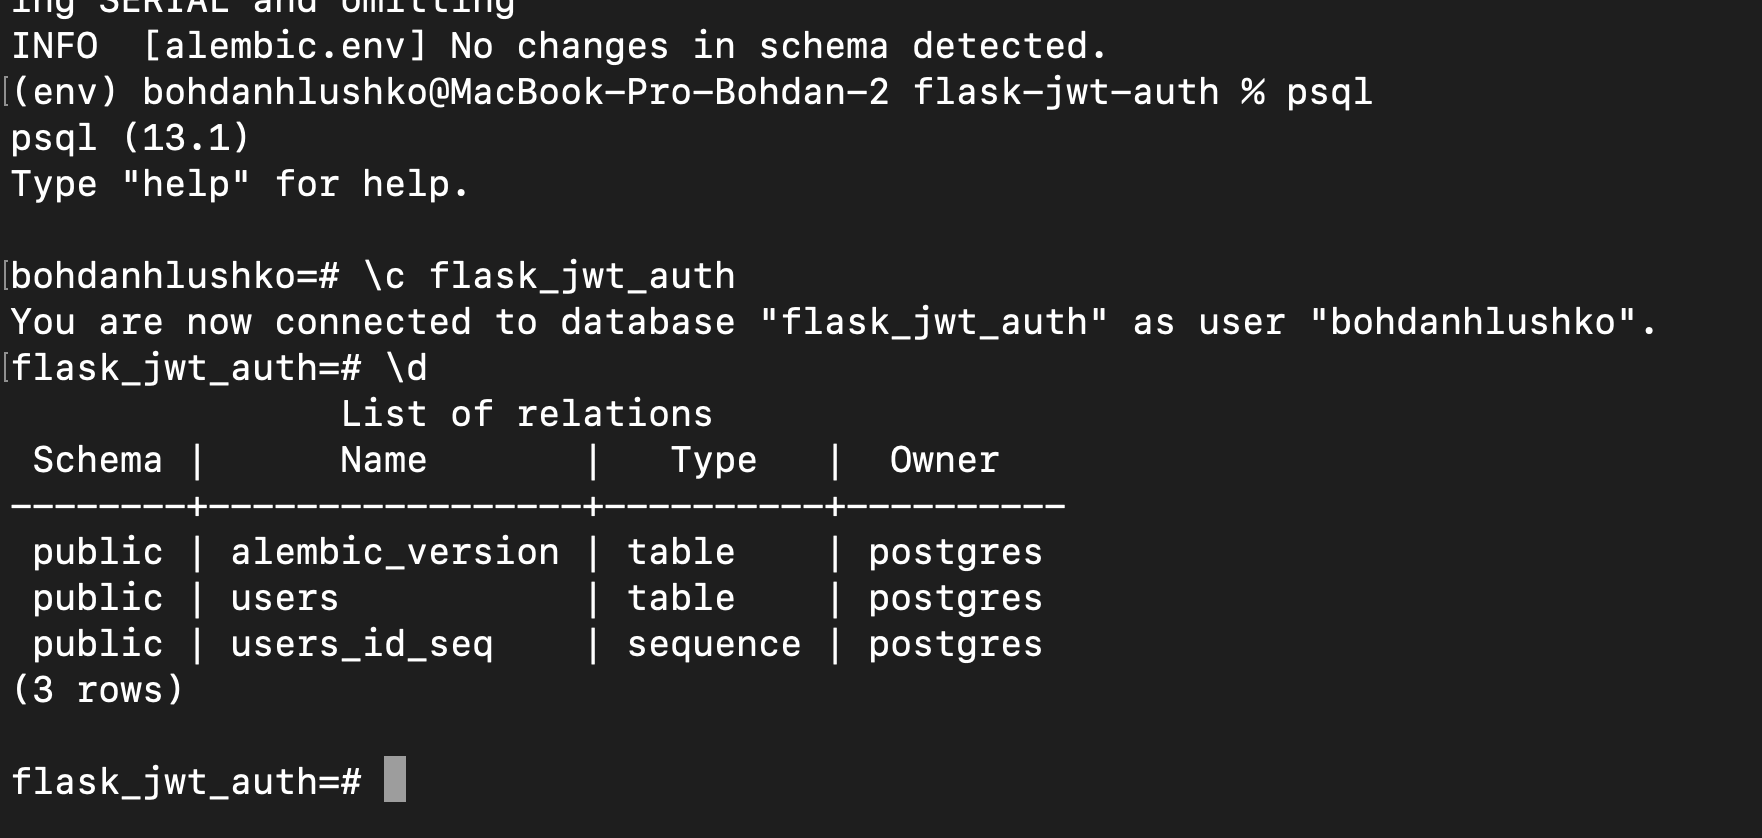 ing SERIAL and omitting
INFO  [alembic.env] No changes in schema detected.
[(env) bohdanhlushko@MacBook-Pro-Bohdan-2 flask-jwt-auth % psql
psql (13.1)
Type "help" for help.

[bohdanhlushko=# \c flask_jwt_auth
You are now connected to database "flask_jwt_auth" as user "bohdanhlushko".
[flask_jwt_auth=# \d
               List of relations
 Schema |      Name       |   Type   |  Owner
--------+-----------------+----------+----------
 public | alembic_version | table    | postgres
 public | users           | table    | postgres
 public | users_id_seq    | sequence | postgres
(3 rows)

flask_jwt_auth=#